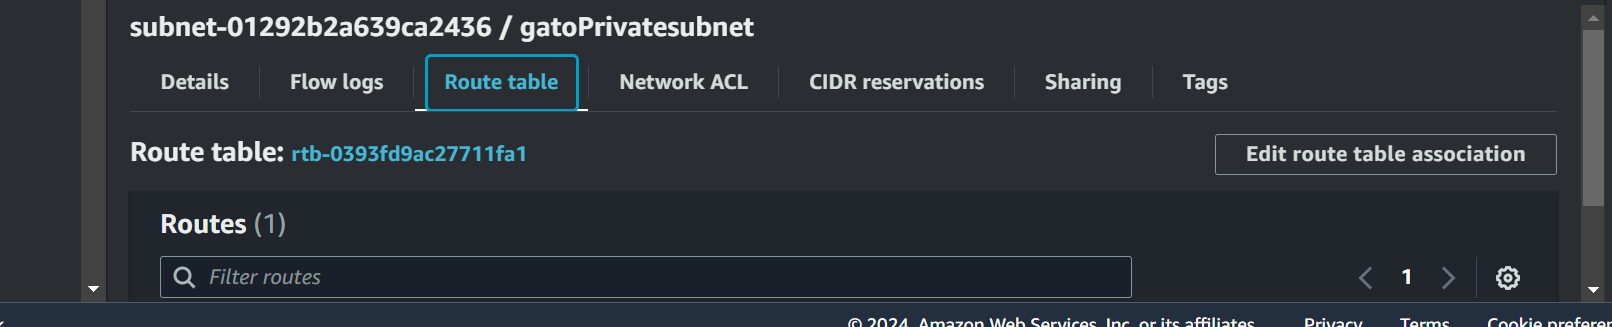 subnet-01292b2a639ca2436 / gatoPrivatesubnet
Details Flow logs Route table Network ACL CIDR reservations Sharing Tags
Route table: rtb-0393fd9ac27711fa1 Edit route table association
Routes (1)
Filter routes 1
© 2024, Amazon Web Services, Inc. or its affiliates. Privacy Terms Cookie preferen